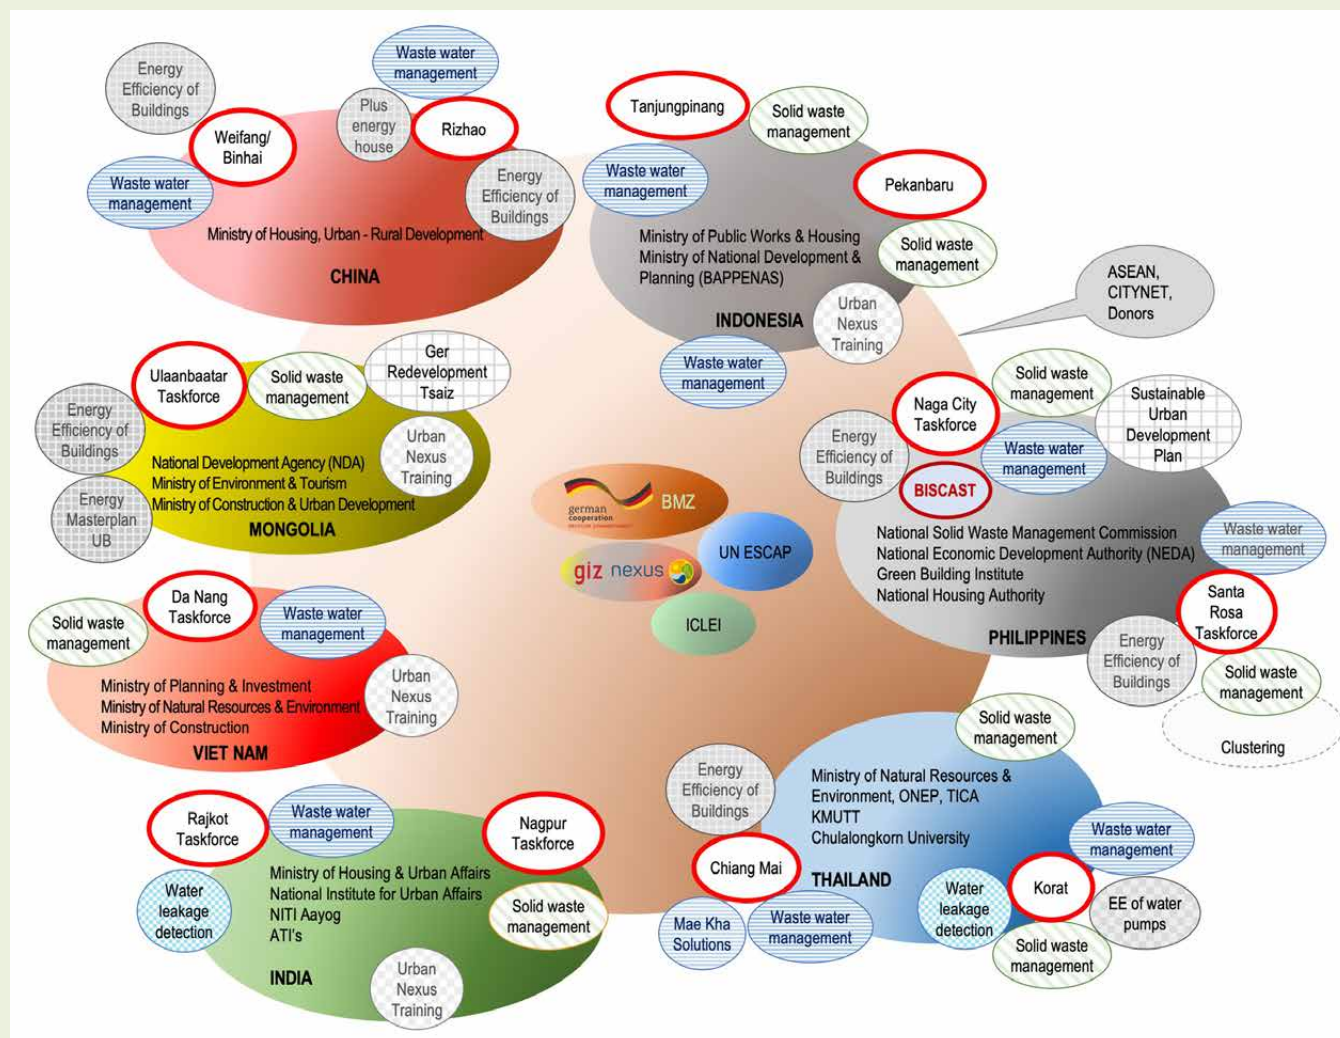 Waste water
management
Energy
Efficiency of
Buildings
Plus
energy
house
Rizhao
Weifang/
Binhai
Waste water
management
Energy
Efficiency of
Buildings
Ministry of Housing, Urban - Rural Development
CHINA
Tanjungpinang
Solid waste
management
Waste water
management
Pekanbaru
Ministry of Public Works & Housing
Ministry of National Development &
Planning (BAPPENAS)
Solid waste
management
INDONESIA
Urban
Nexus
Training
Waste water
management
ASEAN,
CITYNET,
Donors
Ulaanbaatar
Taskforce
Solid waste
management
Ger
Redevelopment
Tsaiz
Energy
Efficiency of
Buildings
Urban
Nexus
Training
National Development Agency (NDA)
Ministry of Environment & Tourism
Ministry of Construction & Urban Development
MONGOLIA
Energy
Masterplan
UB
Naga City
Taskforce
Solid waste
management
Sustainable
Urban
Development
Plan
Energy
Efficiency of
Buildings
Waste water
management
BISCAST
National Solid Waste Management Commission
National Economic Development Authority (NEDA)
Green Building Institute
National Housing Authority
PHILIPPINES
Waste water
management
Santa
Rosa
Taskforce
Energy
Efficiency of
Buildings
Solid waste
management
Clustering
german
cooperation
BMZ
UN ESCAP
giz nexus
ICLEI
Da Nang
Taskforce
Solid waste
management
Waste water
management
Ministry of Planning & Investment
Ministry of Natural Resources & Environment
Ministry of Construction
VIET NAM
Urban
Nexus
Training
Solid waste
management
Energy
Efficiency of
Buildings
Ministry of Natural Resources &
Environment, ONEP, TICA
KMUTT
Chulalongkorn University
THAILAND
Chiang Mai
Mae Kha
Solutions
Waste water
management
Waste water
management
Korat
Water
leakage
detection
EE of water
pumps
Solid waste
management
Rajkot
Taskforce
Waste water
management
Nagpur
Taskforce
Water
leakage
detection
Ministry of Housing & Urban Affairs
National Institute for Urban Affairs
NITI Aayog
ATI's
Solid waste
management
INDIA
Urban
Nexus
Training